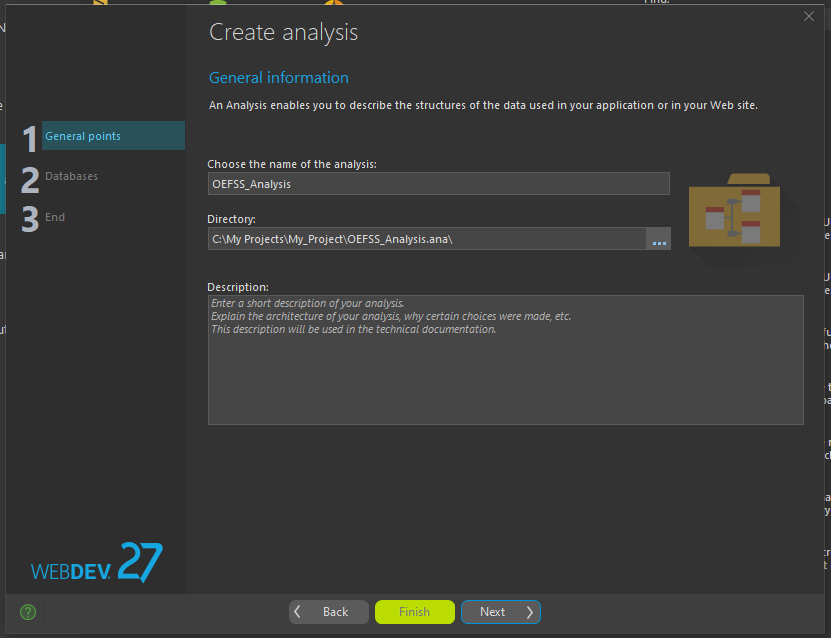 Create analysis
General information
An Analysis enables you to describe the structures of the data used in your application or in your Web site.
1 General points
2 Databases
3 End
Choose the name of the analysis:
OEFSS_Analysis
Directory:
C:\My Projects\My_Project\OEFSS_Analysis.ana\
...
Description:
Enter a short description of your analysis.
Explain the architecture of your analysis, why certain choices were made, etc.
This description will be used in the technical documentation.
WEBDEV. 27
?
Back
Finish
Next